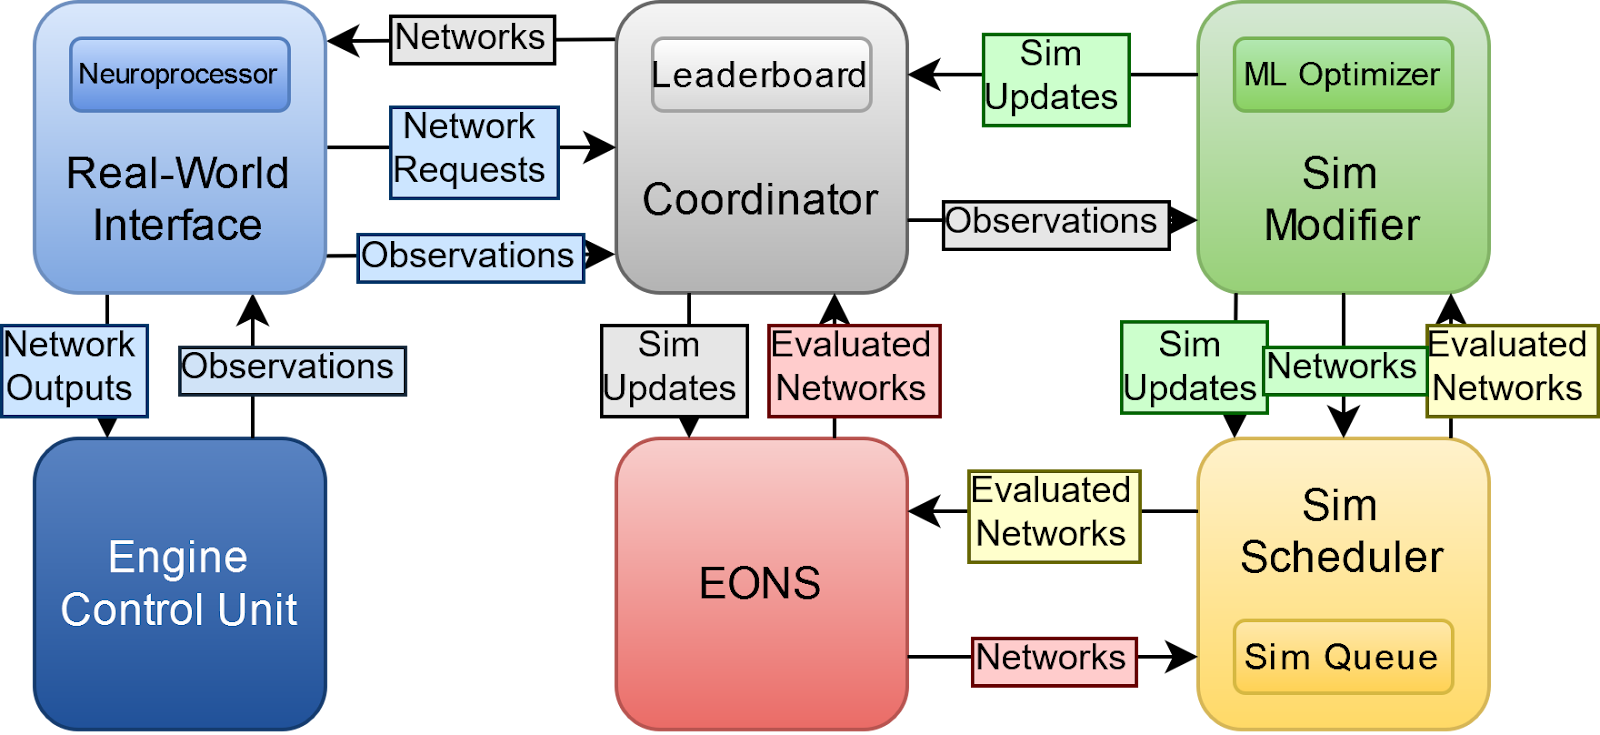 Neuroprocessor
Real-World
Interface
Networks
Network
Requests
Observations
Leaderboard
Coordinator
Sim
Updates
Observations
ML Optimizer
Sim
Modifier
Network
Outputs
Observations
Sim
Updates
Evaluated
Networks
Sim
Updates
Networks
Evaluated
Networks
Engine
Control Unit
EONS
Evaluated
Networks
Networks
Sim
Scheduler
Sim Queue